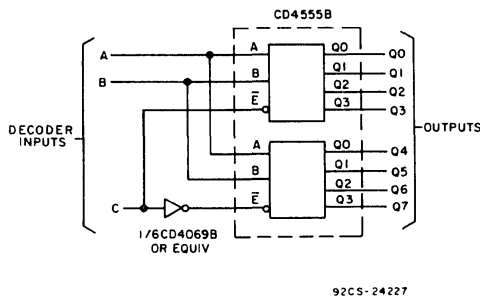 CD4555B
A
A
Q0
Q0
Q1
Q1
B
B
Q2
Q2
Q3
Q3
E̅
DECODER
INPUTS
OUTPUTS
A
Q0
Q4
Q1
Q5
B
Q2
Q6
Q3
Q7
C
E̅
1/6CD4069B
OR EQUIV
92CS-24227